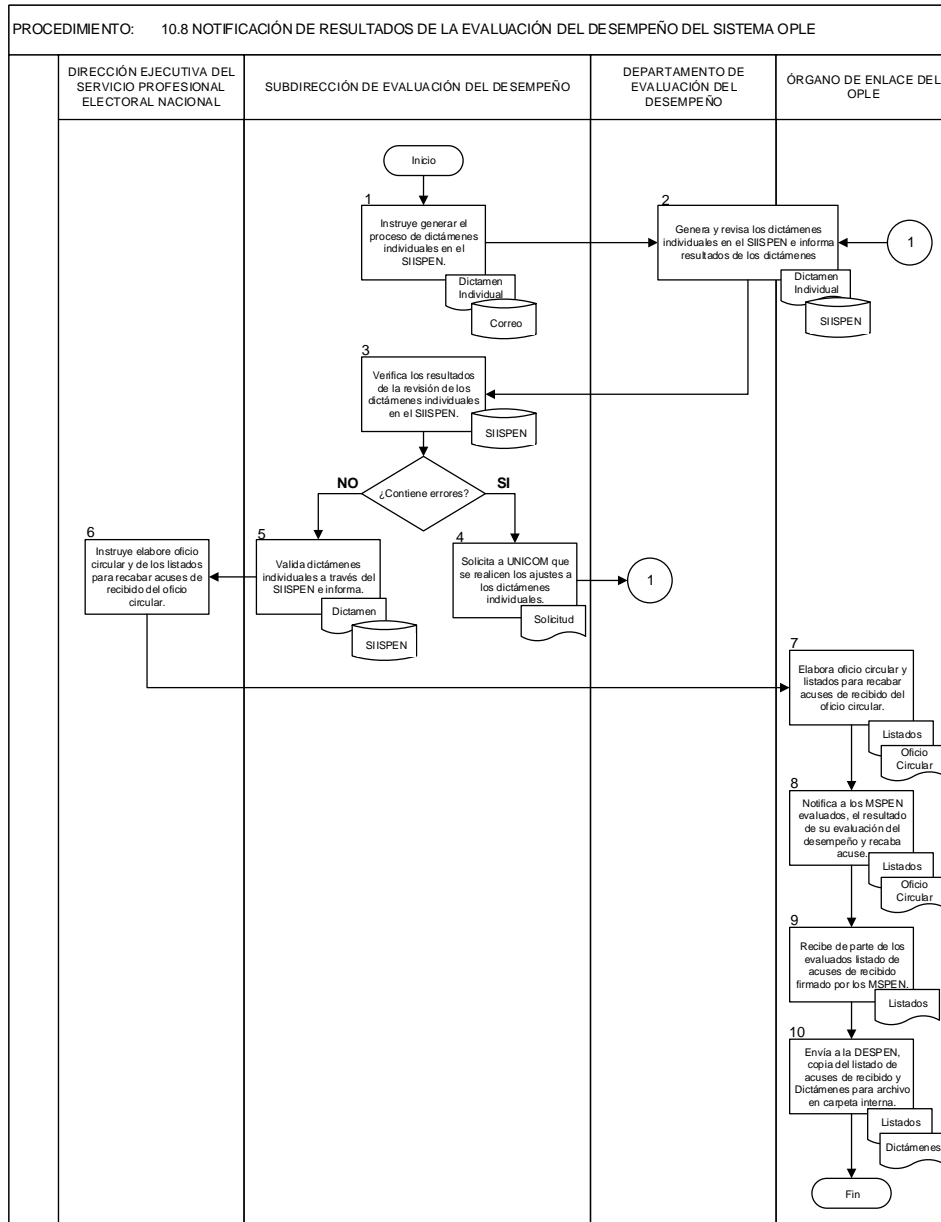 PROCEDIMIENTO: 10.8 NOTIFICACIÓN DE RESULTADOS DE LA EVALUACIÓN DEL DESEMPEÑO DEL SISTEMA OPLE
DIRECCIÓN EJECUTIVA DEL
SERVICIO PROFESIONAL
ELECTORAL NACIONAL
SUBDIRECCIÓN DE EVALUACIÓN DEL DESEMPEÑO
DEPARTAMENTO DE
EVALUACIÓN DEL
DESEMPEÑO
ÓRGANO DE ENLACE DEL
OPLE
Inicio
1
Instruye generar el
proceso de dictámenes
individuales en el
SIISPEN.
Dictamen
Individual
Correo
2
Genera y revisa los dictámenes
individuales en el SIISPEN e informa
resultados de los dictámenes
Dictamen
Individual
SIISPEN
1
3
Verifica los resultados
de la revisión de los
dictámenes individuales
en el SIISPEN.
SIISPEN
¿Contiene errores?
NO
SI
6
Instruye elabore oficio
circular y de los listados
para recabar acuses de
recibido del oficio
circular.
5
Valida dictámenes
individuales a través del
SIISPEN e informa.
Dictamen
SIISPEN
4
Solicita a UNICOM que
se realicen los ajustes a
los dictámenes
individuales.
Solicitud
1
7
Elabora oficio circular y
listados para recabar
acuses de recibido del
oficio circular.
Listados
Oficio
Circular
8
Notifica a los MSPEN
evaluados, el resultado
de su evaluación del
desempeño y recaba
acuse.
Listados
Oficio
Circular
9
Recibe de parte de los
evaluados listado de
acuses de recibido
firmado por los MSPEN.
Listados
10
Envía a la DESPEN,
copia del listado de
acuses de recibido y
Dictámenes para archivo
en carpeta interna.
Listados
Dictámenes
Fin